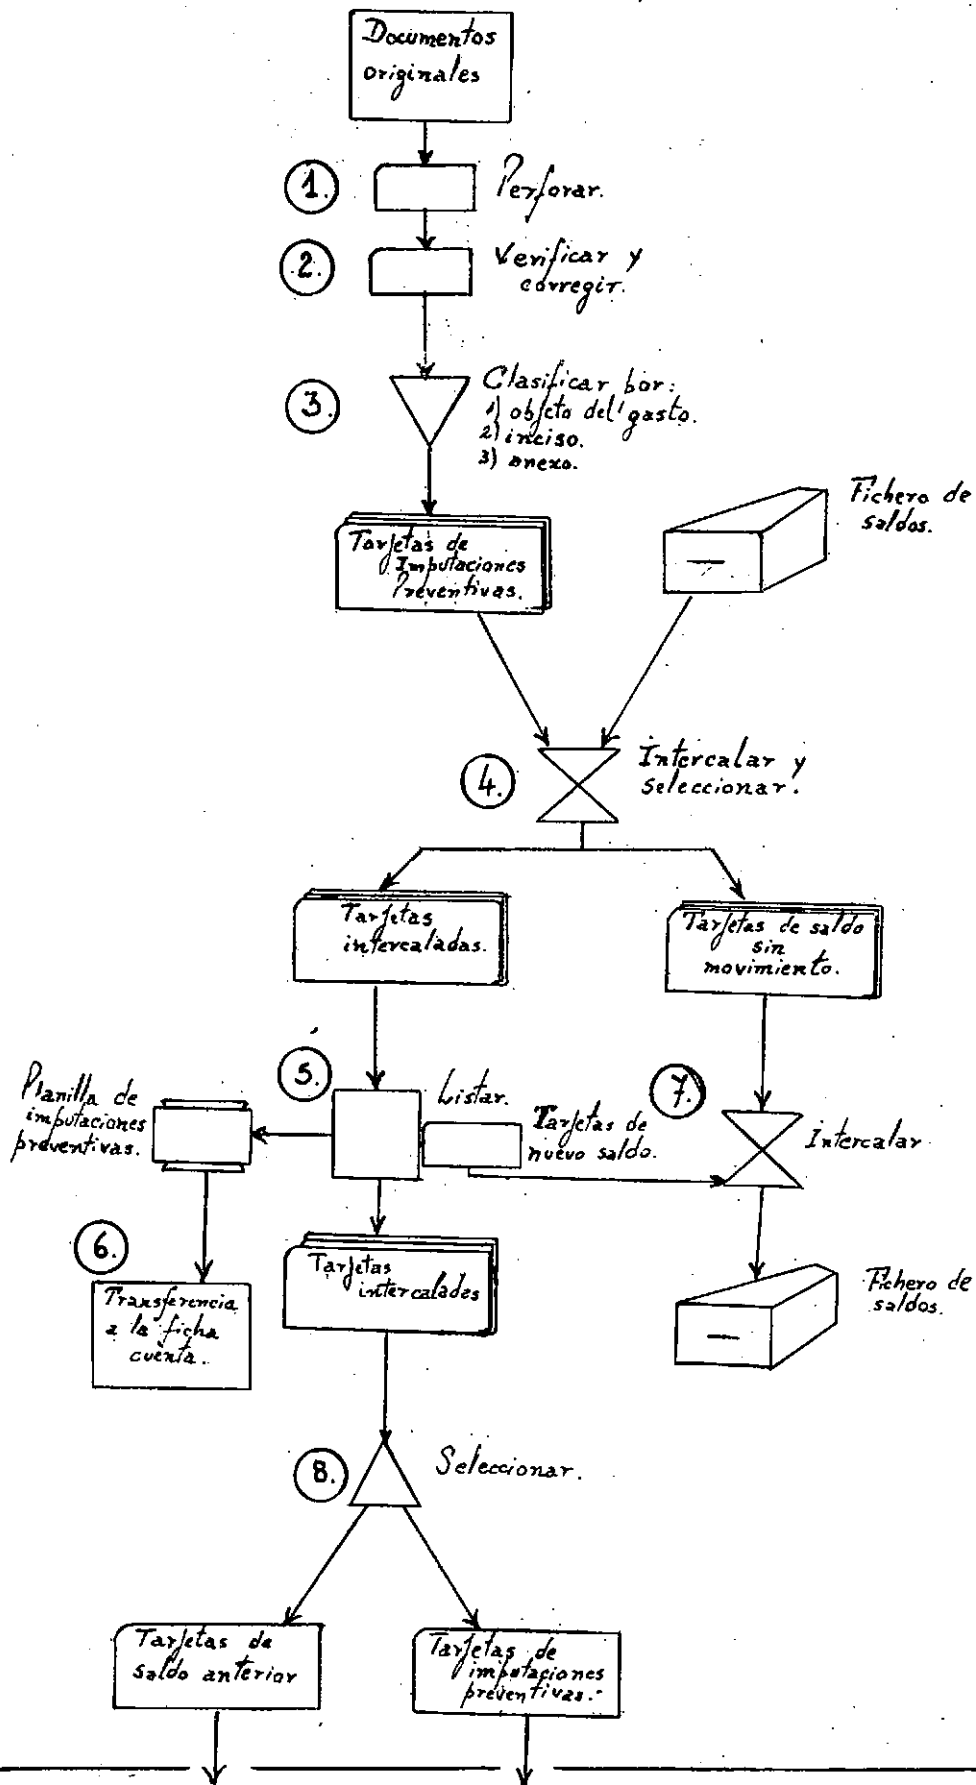 Documentos
originales
1.
Perforar.
2.
Verificar y
corregir.
3.
Clasificar por:
1) objeto del gasto.
2) inciso.
3) anexo.
Tarjetas de
Imputaciones
Preventivas.
Fichero de
saldos.
4.
Intercalar y
seleccionar.
Tarjetas
intercaladas.
Tarjetas de saldo
sin
movimiento.
5.
Listar.
Planilla de
imputaciones
preventivas.
Tarjetas de
nuevo saldo.
7.
Intercalar
6.
Transferencia
a la ficha
cuenta.
Tarjetas
intercalades
Fichero de
saldos.
8.
Seleccionar.
Tarjetas de
saldo anterior
Tarjetas de
imputaciones
preventivas.-